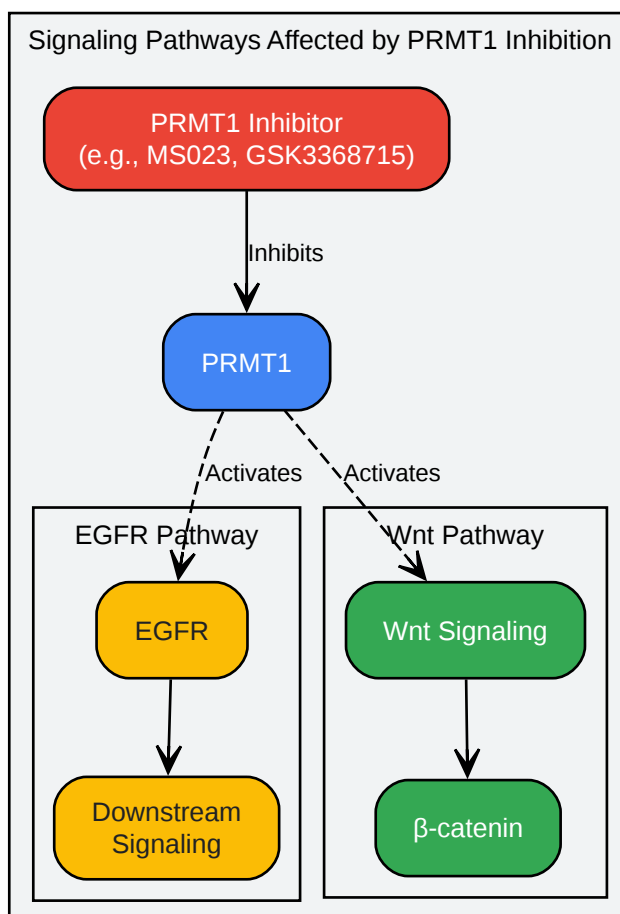 Signaling Pathways Affected by PRMT1 Inhibition
PRMT1 Inhibitor
(e.g., MS023, GSK3368715)
Inhibits
PRMT1
Activates
Activates
EGFR Pathway
Wnt Pathway
EGFR
Wnt Signaling
Downstream
Signaling
β-catenin